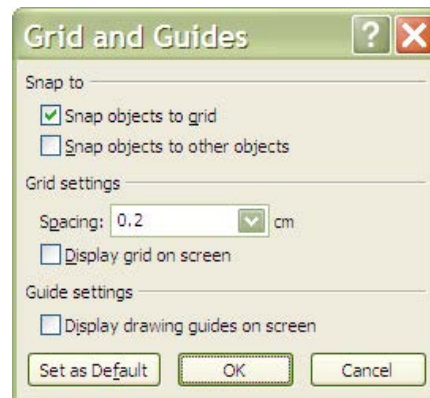 Grid and Guides ?
Snap to
Snap objects to grid
Snap objects to other objects
Grid settings
Spacing: 0.2 cm
Display grid on screen
Guide settings
Display drawing guides on screen
Set as Default OK Cancel